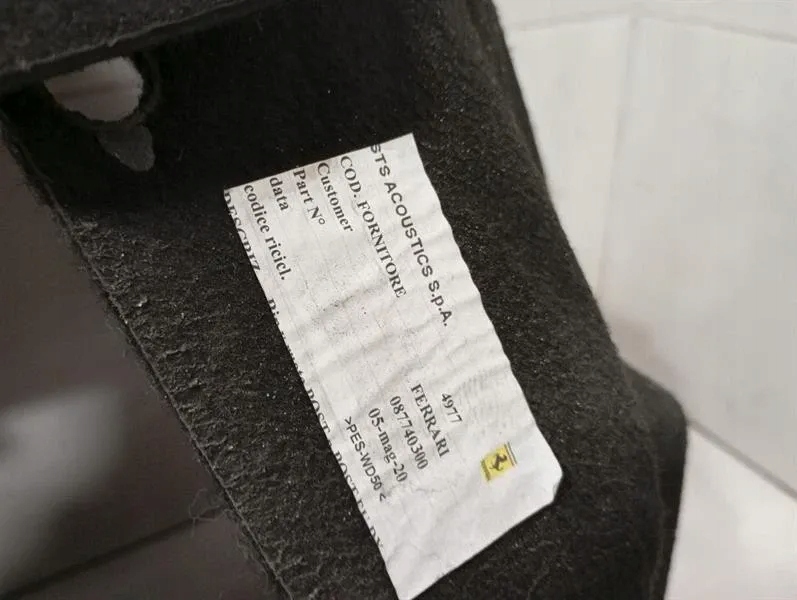 STS ACOUSTICS S.P.A.
COD. FORNITORE 4977
Customer FERRARI
Part N° 087740300
data 05-mag-20
codice ricicl. >PES-WD50<